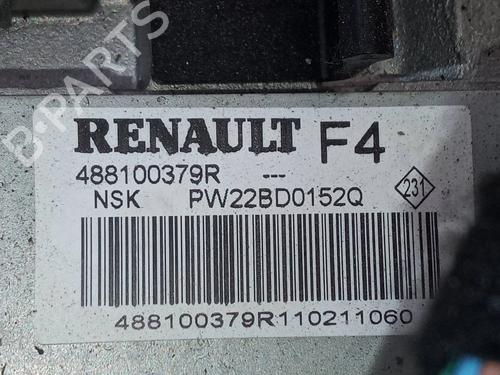 B-PARTS
RENAULT F4
488100379R ---
NSK PW22BD0152Q
231
488100379R110211060